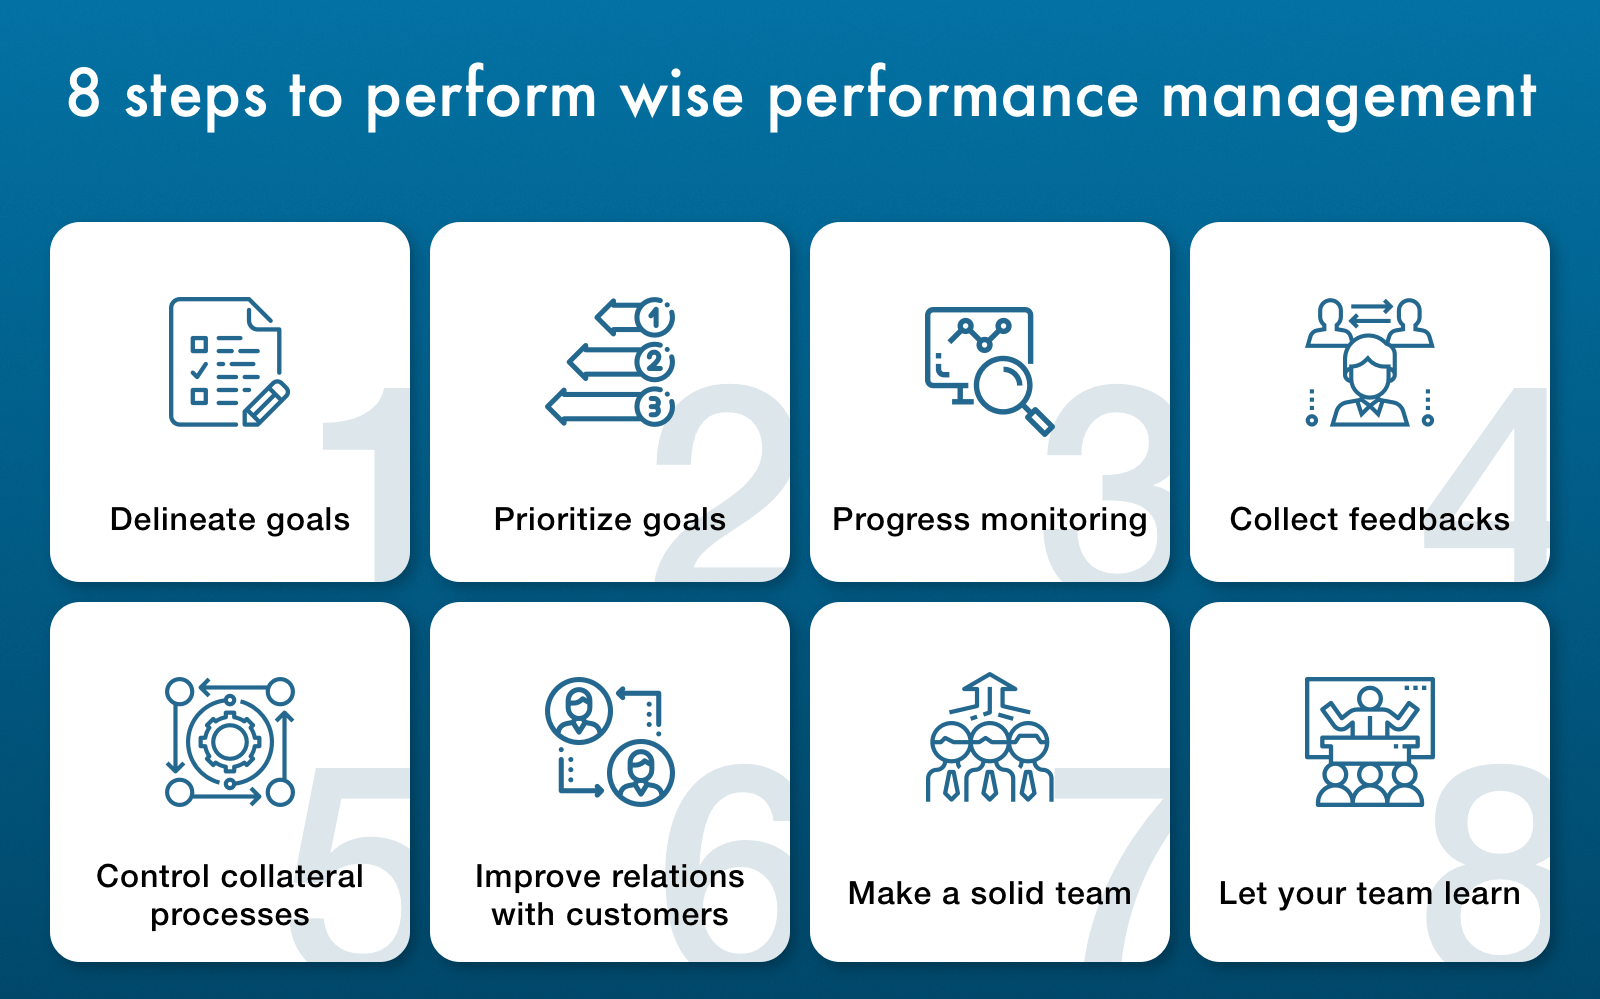 8 steps to perform wise performance management
1
2
3
1
Delineate goals
2
Prioritize goals
3
Progress monitoring
4
Collect feedbacks
5
Control collateral
processes
6
Improve relations
with customers
7
Make a solid team
8
Let your team learn